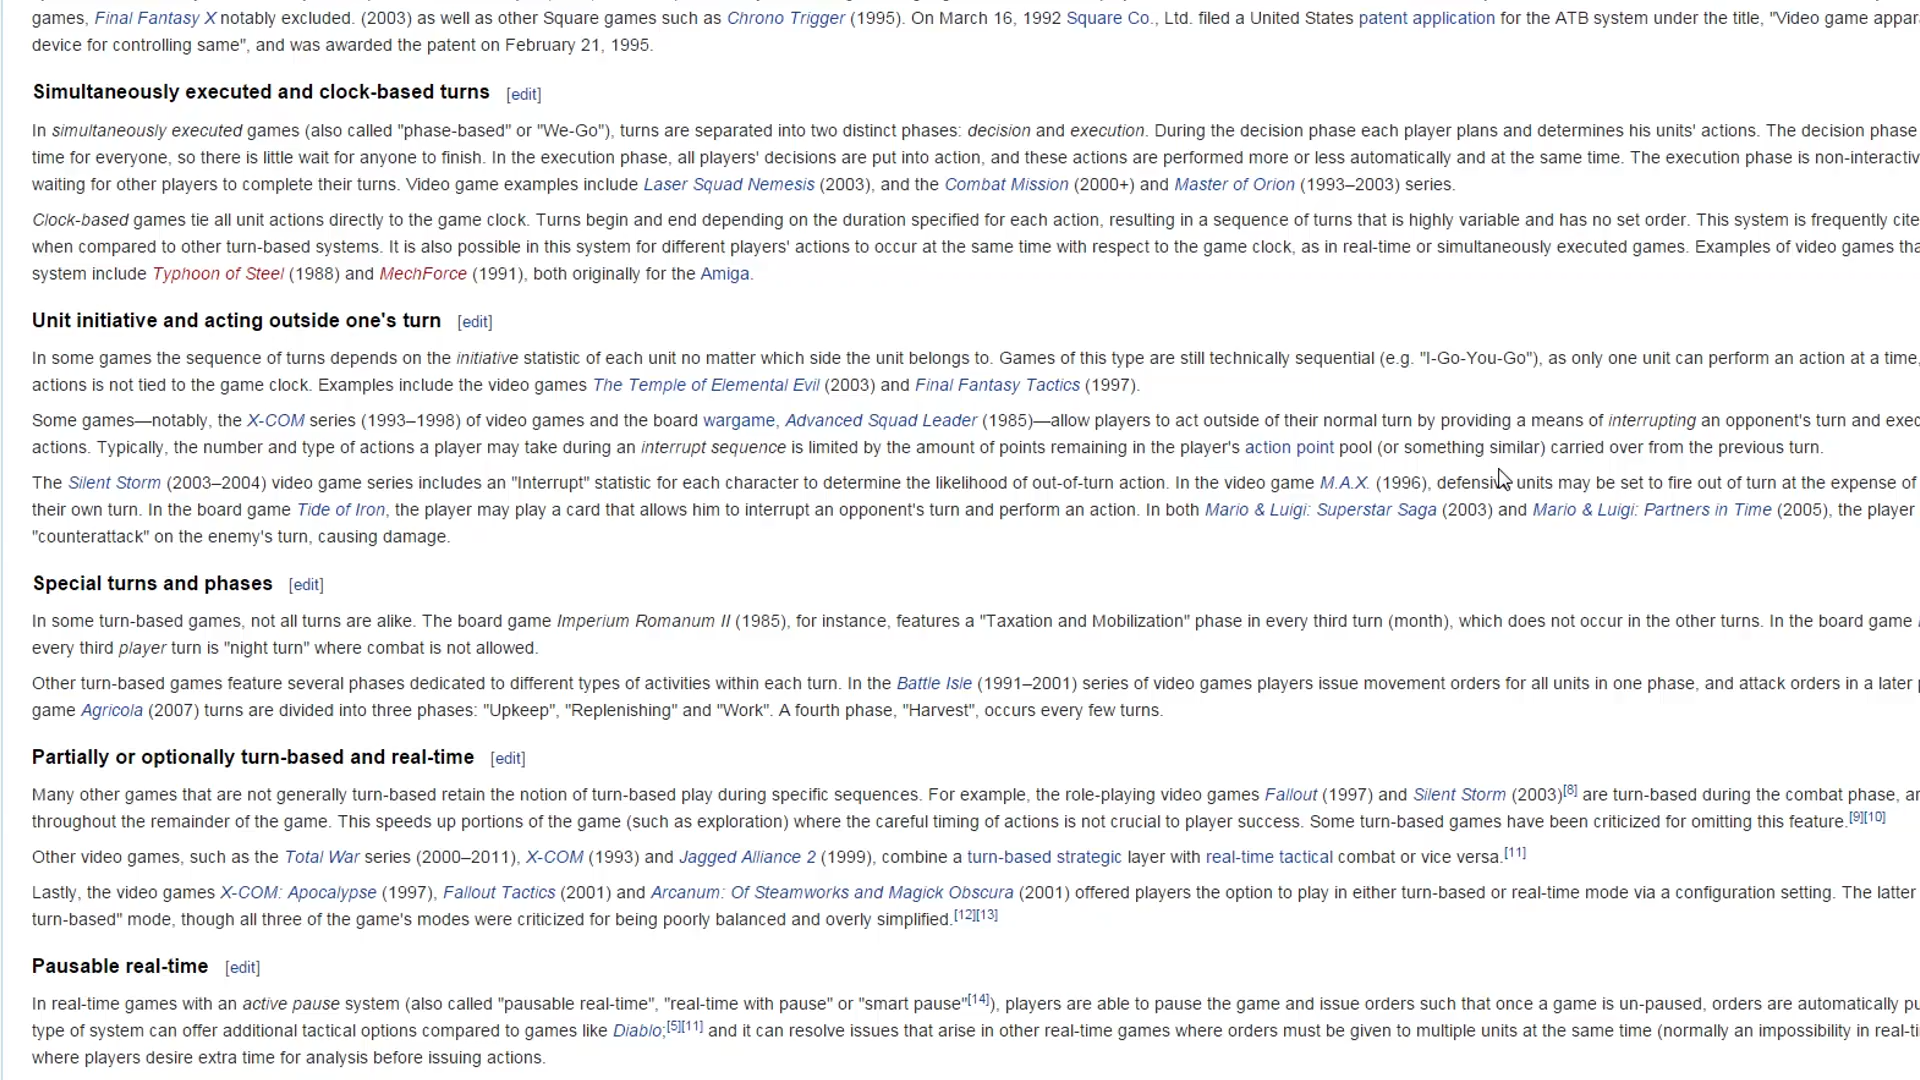 games, Final Fantasy X notably excluded. (2003) as well as other Square games such as Chrono Trigger (1995). On March 16, 1992 Square Co., Ltd. filed a United States patent application for the ATB system under the title, "Video game appar
device for controlling same", and was awarded the patent on February 21, 1995.
Simultaneously executed and clock-based turns [edit]
In simultaneously executed games (also called "phase-based" or "We-Go"), turns are separated into two distinct phases: decision and execution. During the decision phase each player plans and determines his units' actions. The decision phase
time for everyone, so there is little wait for anyone to finish. In the execution phase, all players' decisions are put into action, and these actions are performed more or less automatically and at the same time. The execution phase is non-interactiv
waiting for other players to complete their turns. Video game examples include Laser Squad Nemesis (2003), and the Combat Mission (2000+) and Master of Orion (1993–2003) series.
Clock-based games tie all unit actions directly to the game clock. Turns begin and end depending on the duration specified for each action, resulting in a sequence of turns that is highly variable and has no set order. This system is frequently cite
when compared to other turn-based systems. It is also possible in this system for different players' actions to occur at the same time with respect to the game clock, as in real-time or simultaneously executed games. Examples of video games tha
system include Typhoon of Steel (1988) and MechForce (1991), both originally for the Amiga.
Unit initiative and acting outside one's turn [edit]
In some games the sequence of turns depends on the initiative statistic of each unit no matter which side the unit belongs to. Games of this type are still technically sequential (e.g. "I-Go-You-Go"), as only one unit can perform an action at a time,
actions is not tied to the game clock. Examples include the video games The Temple of Elemental Evil (2003) and Final Fantasy Tactics (1997).
Some games—notably, the X-COM series (1993–1998) of video games and the board wargame, Advanced Squad Leader (1985)—allow players to act outside of their normal turn by providing a means of interrupting an opponent's turn and exec
actions. Typically, the number and type of actions a player may take during an interrupt sequence is limited by the amount of points remaining in the player's action point pool (or something similar) carried over from the previous turn.
The Silent Storm (2003–2004) video game series includes an "Interrupt" statistic for each character to determine the likelihood of out-of-turn action. In the video game M.A.X. (1996), defensive units may be set to fire out of turn at the expense of
their own turn. In the board game Tide of Iron, the player may play a card that allows him to interrupt an opponent's turn and perform an action. In both Mario & Luigi: Superstar Saga (2003) and Mario & Luigi: Partners in Time (2005), the player
"counterattack" on the enemy's turn, causing damage.
Special turns and phases [edit]
In some turn-based games, not all turns are alike. The board game Imperium Romanum II (1985), for instance, features a "Taxation and Mobilization" phase in every third turn (month), which does not occur in the other turns. In the board game
every third player turn is "night turn" where combat is not allowed.
Other turn-based games feature several phases dedicated to different types of activities within each turn. In the Battle Isle (1991–2001) series of video games players issue movement orders for all units in one phase, and attack orders in a later
game Agricola (2007) turns are divided into three phases: "Upkeep", "Replenishing" and "Work". A fourth phase, "Harvest", occurs every few turns.
Partially or optionally turn-based and real-time [edit]
Many other games that are not generally turn-based retain the notion of turn-based play during specific sequences. For example, the role-playing video games Fallout (1997) and Silent Storm (2003)[8] are turn-based during the combat phase, ar
throughout the remainder of the game. This speeds up portions of the game (such as exploration) where the careful timing of actions is not crucial to player success. Some turn-based games have been criticized for omitting this feature.[9][10]
Other video games, such as the Total War series (2000–2011), X-COM (1993) and Jagged Alliance 2 (1999), combine a turn-based strategic layer with real-time tactical combat or vice versa.[11]
Lastly, the video games X-COM: Apocalypse (1997), Fallout Tactics (2001) and Arcanum: Of Steamworks and Magick Obscura (2001) offered players the option to play in either turn-based or real-time mode via a configuration setting. The latter
turn-based" mode, though all three of the game's modes were criticized for being poorly balanced and overly simplified.[12][13]
Pausable real-time [edit]
In real-time games with an active pause system (also called "pausable real-time", "real-time with pause" or "smart pause"[14]), players are able to pause the game and issue orders such that once a game is un-paused, orders are automatically pu
type of system can offer additional tactical options compared to games like Diablo;[5][11] and it can resolve issues that arise in other real-time games where orders must be given to multiple units at the same time (normally an impossibility in real-ti
where players desire extra time for analysis before issuing actions.